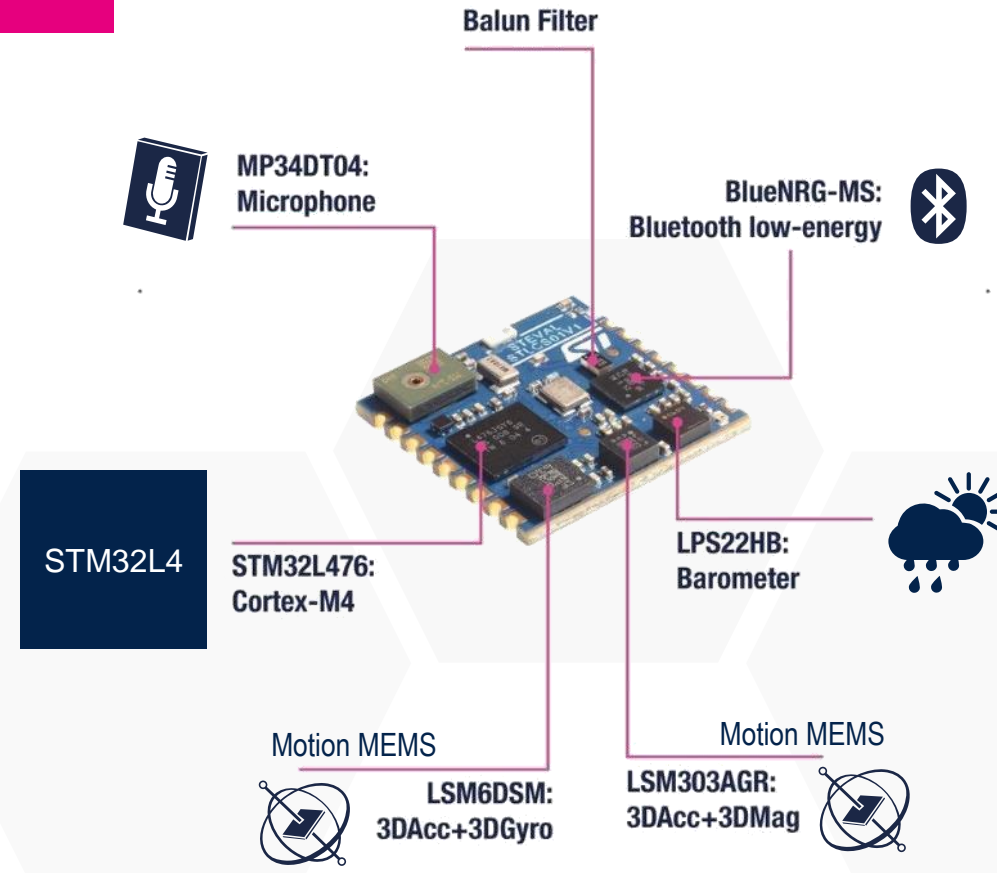 Balun Filter
MP34DT04:
Microphone
BlueNRG-MS:
Bluetooth low-energy
STEVAL
STLCS01V1
STM32L4
STM32L476:
Cortex-M4
LPS22HB:
Barometer
Motion MEMS
LSM6DSM:
3DAcc+3DGyro
Motion MEMS
LSM303AGR:
3DAcc+3DMag